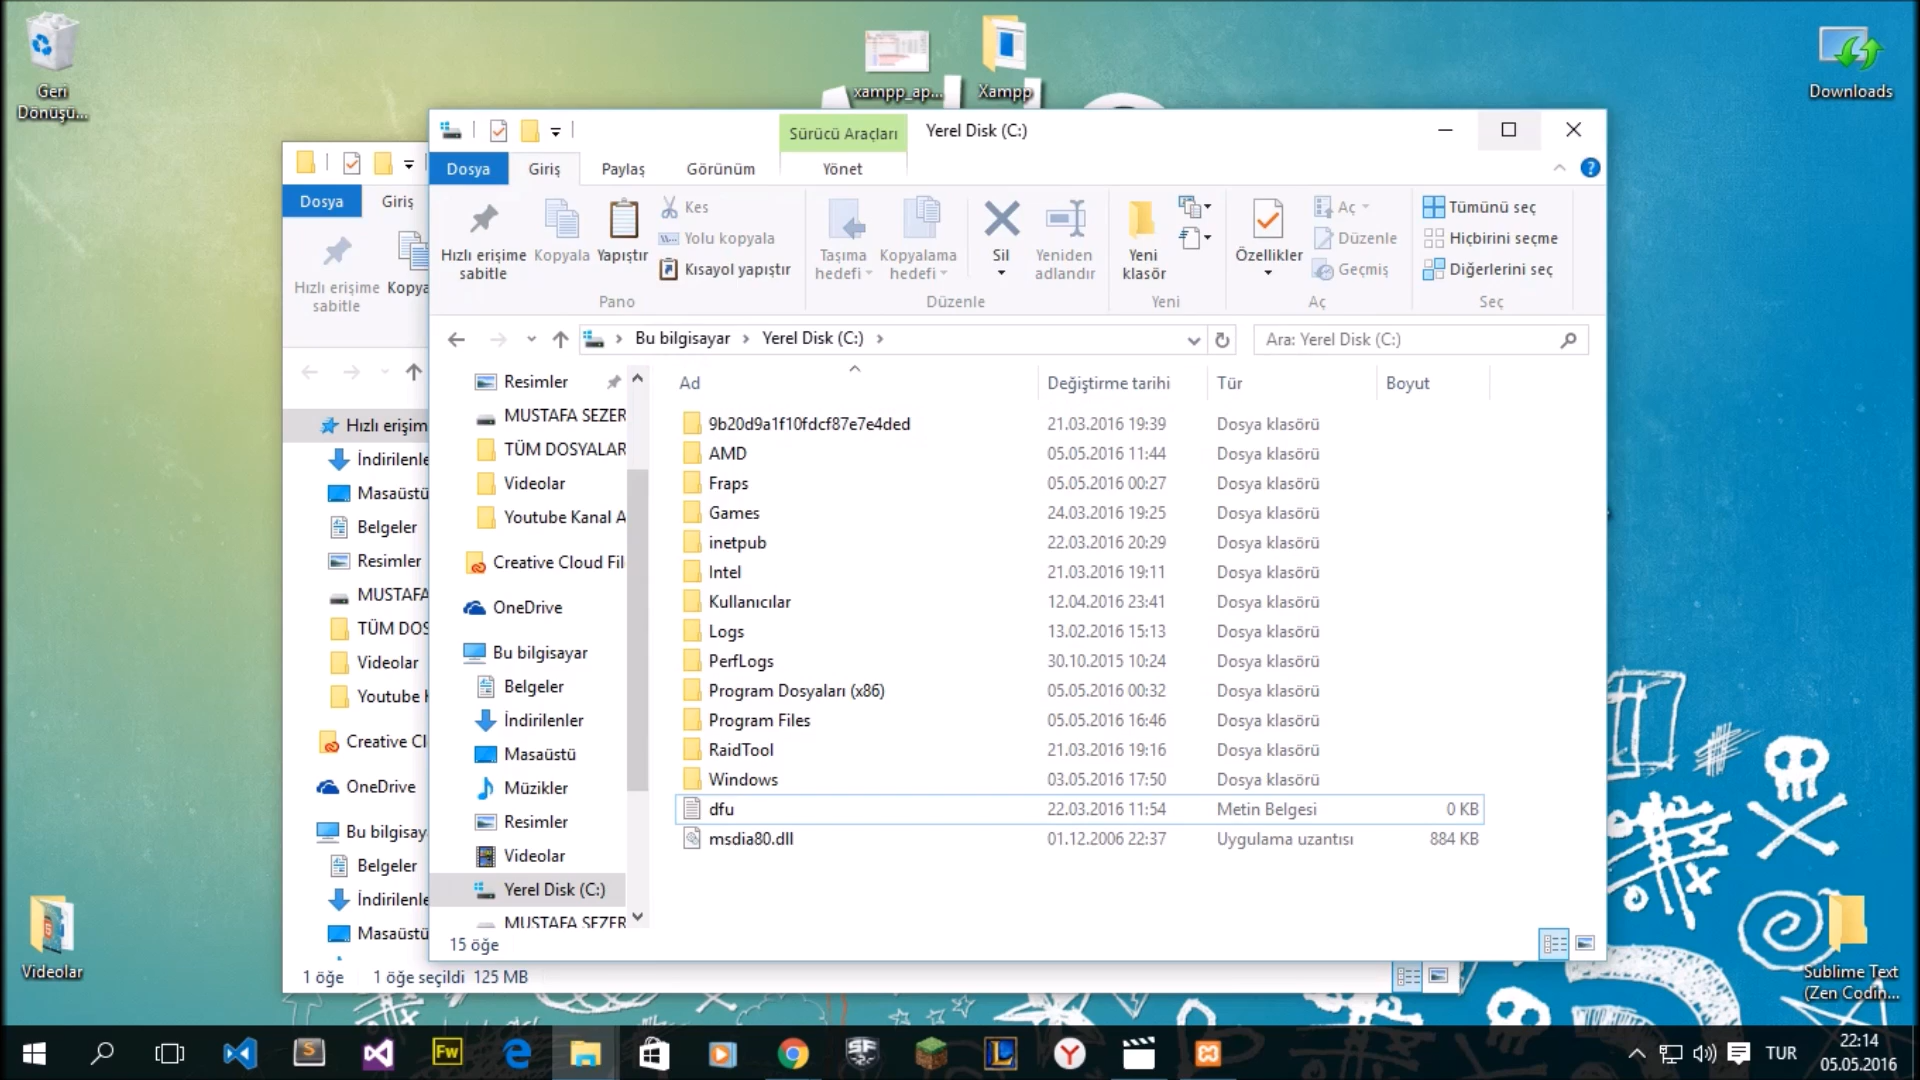 Geri
Dönüşü...
xampp_ap...
Xampp
Downloads
Sürücü Araçları
Yerel Disk (C:)
Dosya
Giriş
Paylaş
Görünüm
Yönet
Hızlı erişime
sabitle
Kopyala
Yapıştır
Kes
Yolu kopyala
Kısayol yapıştır
Pano
Taşıma
hedefi
Kopyalama
hedefi
Sil
Yeniden
adlandır
Düzenle
Yeni
klasör
Yeni
Özellikler
Aç
Düzenle
Geçmiş
Aç
Tümünü seç
Hiçbirini seçme
Diğerlerini seç
Seç
Bu bilgisayar
Yerel Disk (C:)
Ara: Yerel Disk (C:)
Resimler
MUSTAFA SEZER
TÜM DOSYALAR
Videolar
Youtube Kanal A
Creative Cloud Fil
OneDrive
Bu bilgisayar
Belgeler
İndirilenler
Masaüstü
Müzikler
Resimler
Videolar
Yerel Disk (C:)
MUSTAFA SEZER
Ad Değiştirme tarihi Tür Boyut
9b20d9a1f10fdcf87e7e4ded 21.03.2016 19:39 Dosya klasörü
AMD 05.05.2016 11:44 Dosya klasörü
Fraps 05.05.2016 00:27 Dosya klasörü
Games 24.03.2016 19:25 Dosya klasörü
inetpub 22.03.2016 20:29 Dosya klasörü
Intel 21.03.2016 19:11 Dosya klasörü
Kullanıcılar 12.04.2016 23:41 Dosya klasörü
Logs 13.02.2016 15:13 Dosya klasörü
PerfLogs 30.10.2015 10:24 Dosya klasörü
Program Dosyaları (x86) 05.05.2016 00:32 Dosya klasörü
Program Files 05.05.2016 16:46 Dosya klasörü
RaidTool 21.03.2016 19:16 Dosya klasörü
Windows 03.05.2016 17:50 Dosya klasörü
dfu 22.03.2016 11:54 Metin Belgesi 0 KB
msdia80.dll 01.12.2006 22:37 Uygulama uzantısı 884 KB
15 öğe
Dosya
Giriş
Hızlı erişime
sabitle
Kopya
Hızlı erişim
İndirilenle
Masaüstü
Belgeler
Resimler
MUSTAFA
TÜM DOS
Videolar
Youtube K
Creative Cl
OneDrive
Bu bilgisay
Belgeler
İndirilenle
Masaüstü
1 öğe 1 öğe seçildi 125 MB
Videolar
Sublime Text
(Zen Codin...
S
Fw
SF
L
Y
TUR
22:14
05.05.2016